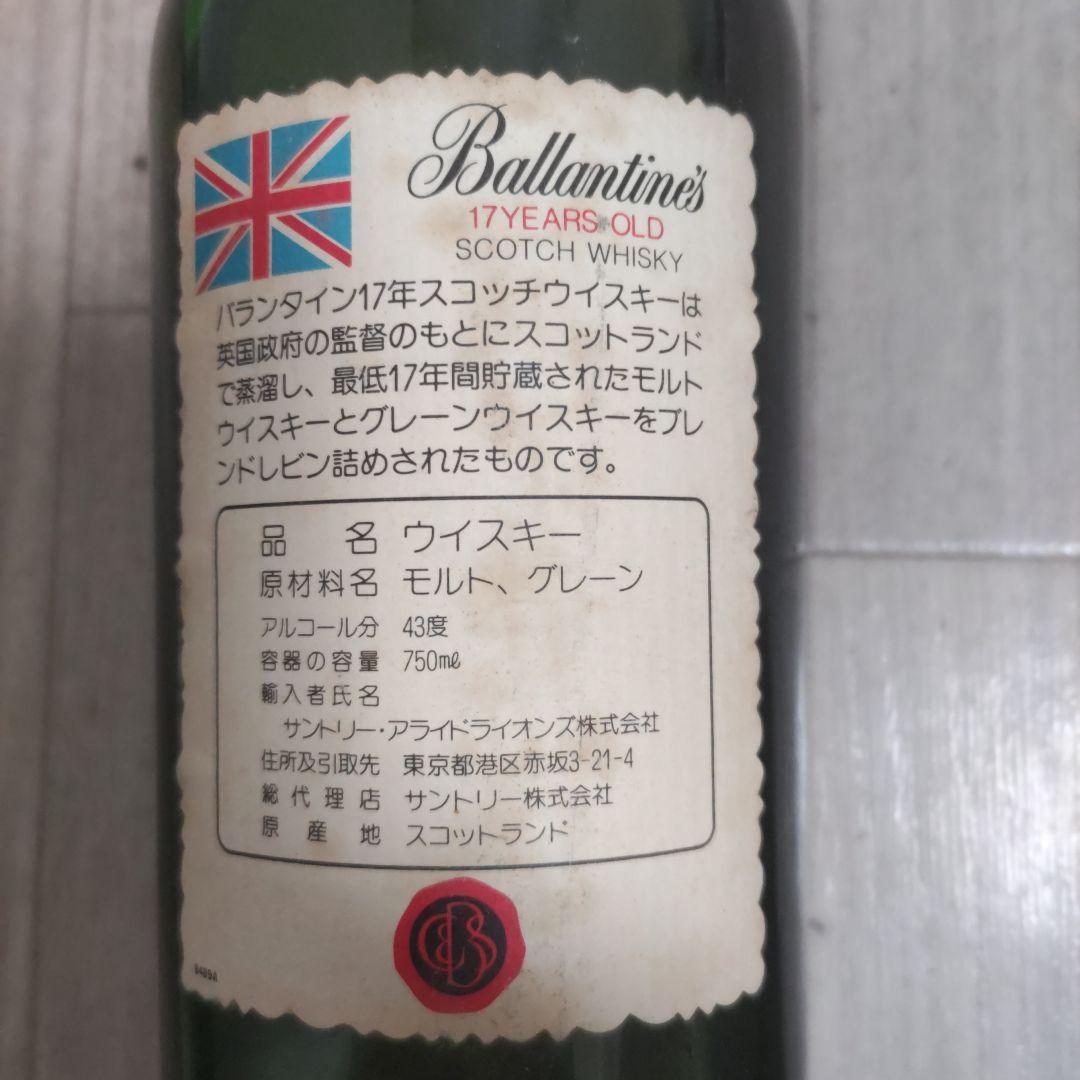 Ballantine's
17 YEARS OLD
SCOTCH WHISKY
バランタイン17年スコッチウイスキーは
英国政府の監督のもとにスコットランド
で蒸溜し、最低17年間貯蔵されたモルト
ウイスキーとグレーンウイスキーをブレ
ンドしビン詰めされたものです。
品名 ウイスキー
原材料名 モルト、グレーン
アルコール分 43度
容器の容量 750mℓ
輸入者氏名
サントリー・アライドライオンズ株式会社
住所及引取先 東京都港区赤坂3-21-4
総代理店 サントリー株式会社
原産地 スコットランド